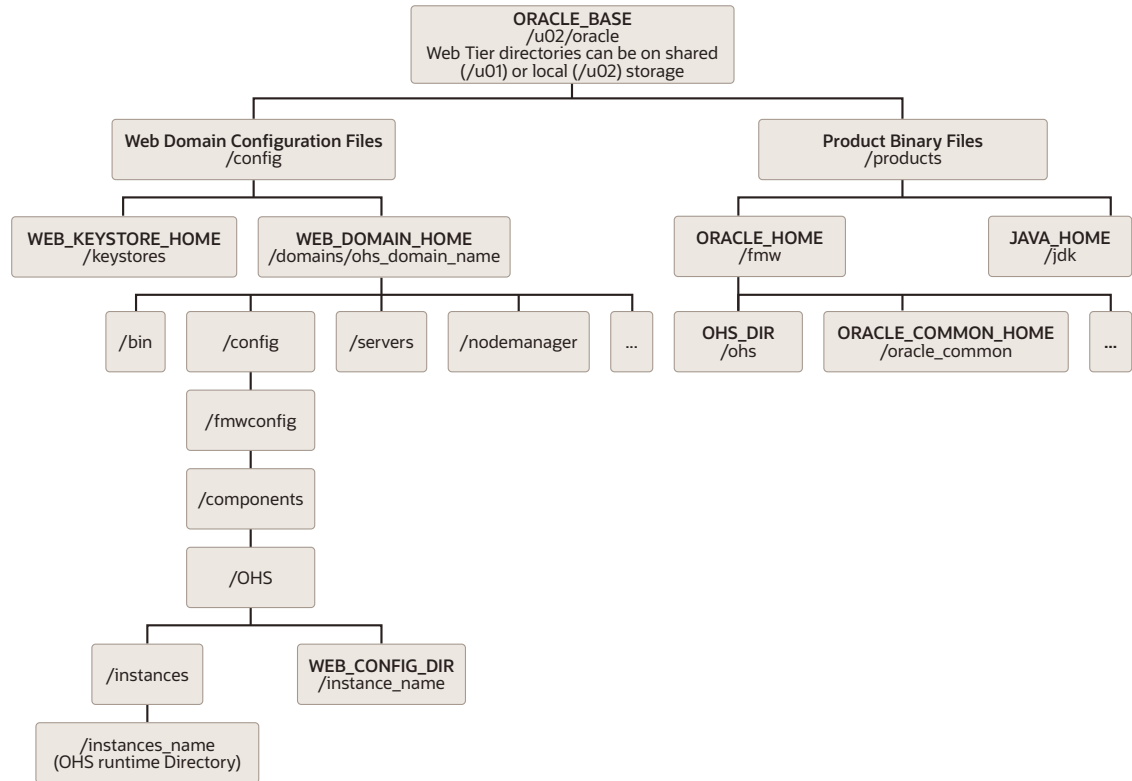 ORACLE_BASE
/u02/oracle
Web Tier directories can be on shared
(/u01) or local (/u02) storage
Web Domain Configuration Files
/config
Product Binary Files
/products
WEB_KEYSTORE_HOME
/keystores
WEB_DOMAIN_HOME
/domains/ohs_domain_name
ORACLE_HOME
/fmw
JAVA_HOME
/jdk
/bin
/config
/servers
/nodemanager
...
OHS_DIR
/ohs
ORACLE_COMMON_HOME
/oracle_common
...
/fmwconfig
/components
/OHS
/instances
WEB_CONFIG_DIR
/instance_name
/instances_name
(OHS runtime Directory)